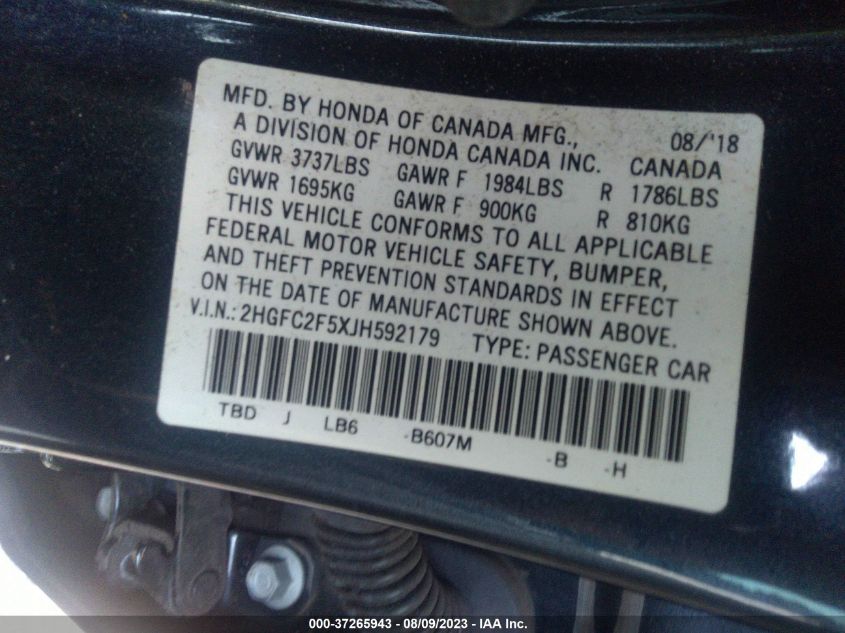 MFD. BY HONDA OF CANADA MFG., 08/'18
A DIVISION OF HONDA CANADA INC. CANADA
GVWR 3737LBS GAWR F 1984LBS R 1786LBS
GVWR 1695KG GAWR F 900KG R 810KG
THIS VEHICLE CONFORMS TO ALL APPLICABLE
FEDERAL MOTOR VEHICLE SAFETY, BUMPER,
AND THEFT PREVENTION STANDARDS IN EFFECT
ON THE DATE OF MANUFACTURE SHOWN ABOVE.
V.I.N.: 2HGFC2F5XJH592179 TYPE: PASSENGER CAR
TBD J LB6 -B607M -B -H
000-37265943 - 08/09/2023 - IAA Inc.